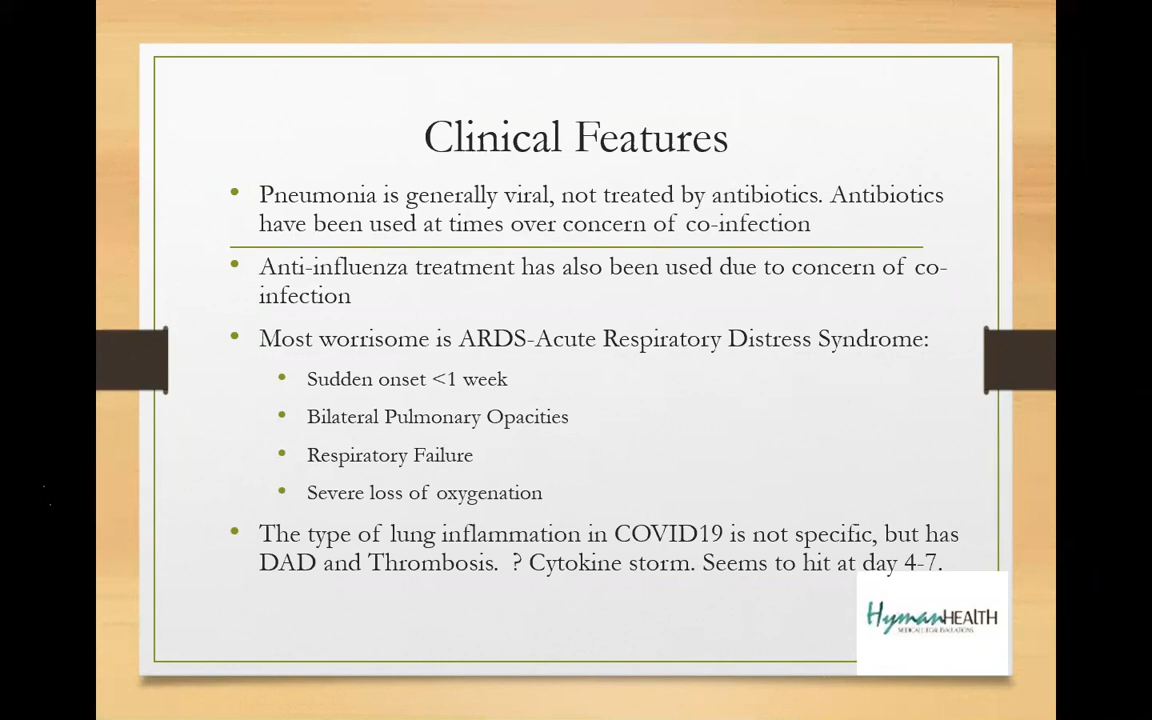 Clinical Features
• Pneumonia is generally viral, not treated by antibiotics. Antibiotics
have been used at times over concern of co-infection
• Anti-influenza treatment has also been used due to concern of co-
infection
• Most worrisome is ARDS-Acute Respiratory Distress Syndrome:
• Sudden onset <1 week
• Bilateral Pulmonary Opacities
• Respiratory Failure
• Severe loss of oxygenation
• The type of lung inflammation in COVID19 is not specific, but has
DAD and Thrombosis.  ? Cytokine storm. Seems to hit at day 4-7.
HymanHEALTH
MEDICAL LEGAL EVALUATIONS